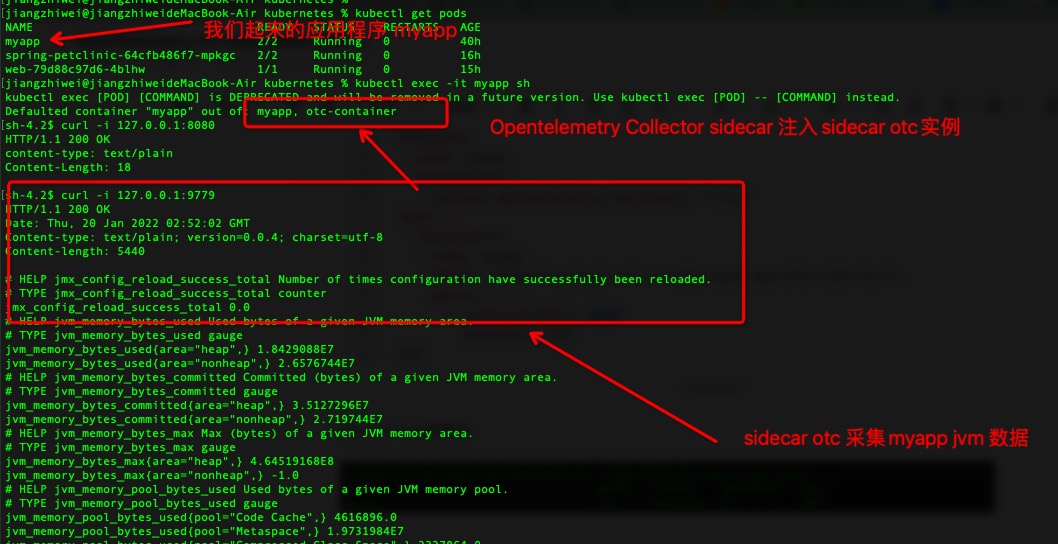 [jiangzhiwei@jiangzhiweideMacBook-Air kubernetes % kubectl get pods
NAME READY STATUS RESTARTS AGE
我们起来的应用程序 myapp
myapp 2/2 Running 0 40h
spring-petclinic-64cfb486f7-mpkgc 2/2 Running 0 16h
web-79d88c97d6-4blhw 1/1 Running 0 15h
[jiangzhiwei@jiangzhiweideMacBook-Air kubernetes % kubectl exec -it myapp sh
kubectl exec [POD] [COMMAND] is DEPRECATED and will be removed in a future version. Use kubectl exec [POD] -- [COMMAND] instead.
Defaulted container "myapp" out of: myapp, otc-container
Opentelemetry Collector sidecar 注入 sidecar otc 实例
[sh-4.2$ curl -i 127.0.0.1:8080
HTTP/1.1 200 OK
content-type: text/plain
Content-Length: 18
[sh-4.2$ curl -i 127.0.0.1:9779
HTTP/1.1 200 OK
Date: Thu, 20 Jan 2022 02:52:02 GMT
Content-type: text/plain; version=0.0.4; charset=utf-8
Content-length: 5440
# HELP jmx_config_reload_success_total Number of times configuration have successfully been reloaded.
# TYPE jmx_config_reload_success_total counter
jmx_config_reload_success_total 0.0
# HELP jvm_memory_bytes_used Used bytes of a given JVM memory area.
# TYPE jvm_memory_bytes_used gauge
jvm_memory_bytes_used{area="heap",} 1.8429088E7
jvm_memory_bytes_used{area="nonheap",} 2.6576744E7
# HELP jvm_memory_bytes_committed Committed (bytes) of a given JVM memory area.
# TYPE jvm_memory_bytes_committed gauge
jvm_memory_bytes_committed{area="heap",} 3.5127296E7
jvm_memory_bytes_committed{area="nonheap",} 2.719744E7
# HELP jvm_memory_bytes_max Max (bytes) of a given JVM memory area.
sidecar otc 采集 myapp jvm 数据
# TYPE jvm_memory_bytes_max gauge
jvm_memory_bytes_max{area="heap",} 4.64519168E8
jvm_memory_bytes_max{area="nonheap",} -1.0
# HELP jvm_memory_pool_bytes_used Used bytes of a given JVM memory pool.
# TYPE jvm_memory_pool_bytes_used gauge
jvm_memory_pool_bytes_used{pool="Code Cache",} 4616896.0
jvm_memory_pool_bytes_used{pool="Metaspace",} 1.9731984E7